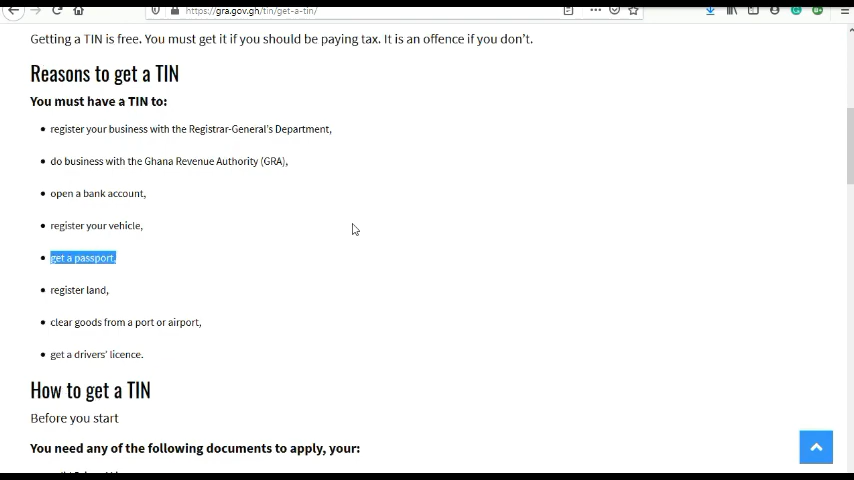 https://gra.gov.gh/tin/get-a-tin/
Getting a TIN is free. You must get it if you should be paying tax. It is an offence if you don't.
Reasons to get a TIN
You must have a TIN to:
register your business with the Registrar-General's Department,
do business with the Ghana Revenue Authority (GRA),
open a bank account,
register your vehicle,
get a passport,
register land,
clear goods from a port or airport,
get a drivers' licence.
How to get a TIN
Before you start
You need any of the following documents to apply, your: